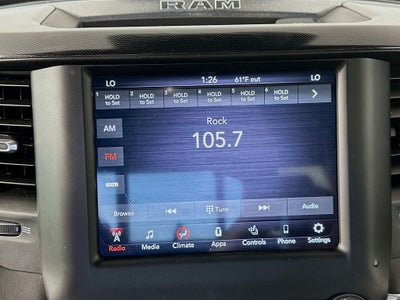 RAM
LO 1:26 61°F out LO
1 HOLD to Set 2 HOLD to Set 3 HOLD to Set 4 HOLD to Set 5 HOLD to Set 6 HOLD to Set
AM
Rock
105.7
FM
SXM
Browse Tune Audio
Radio Media Climate Apps Controls Phone Settings